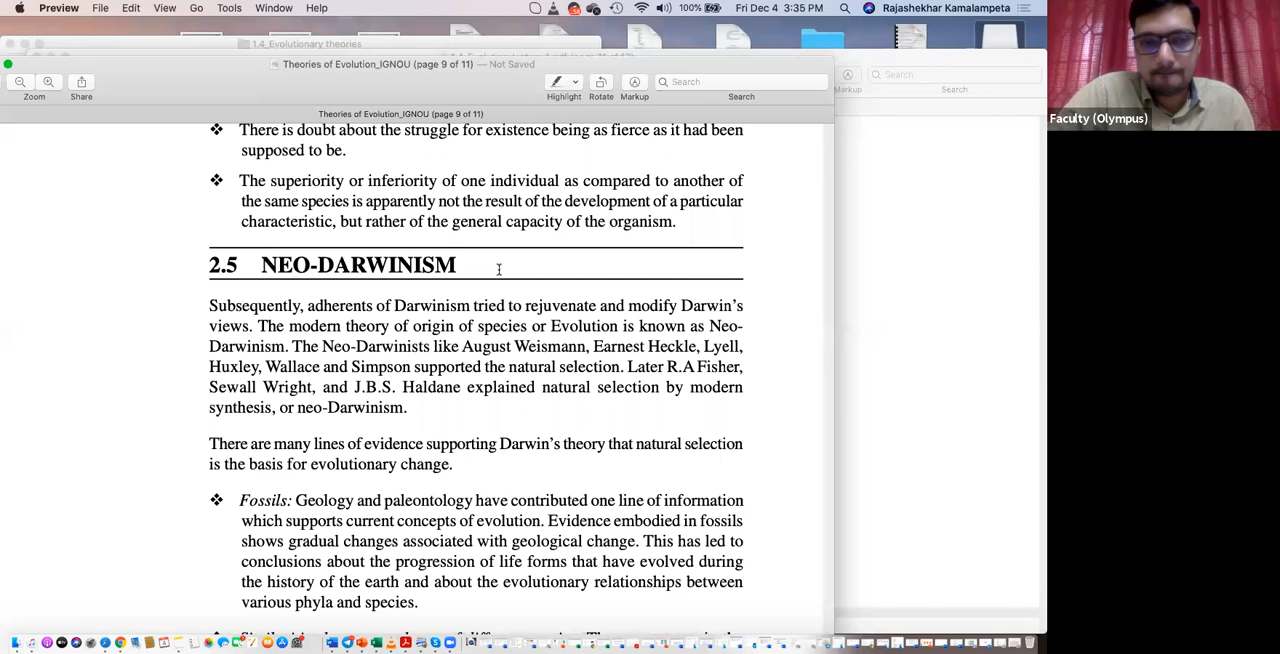 Preview File Edit View Go Tools Window Help 100% Fri Dec 4 3:35 PM Rajashekhar Kamalampeta
1.4_Evolutionary theories
Theories of Evolution_IGNOU (page 9 of 11) — Not Saved
Search
Search
Zoom Share Highlight Rotate Markup Search
Markup Search
Theories of Evolution_IGNOU (page 9 of 11)
Faculty (Olympus)
❖ There is doubt about the struggle for existence being as fierce as it had been
supposed to be.
❖ The superiority or inferiority of one individual as compared to another of
the same species is apparently not the result of the development of a particular
characteristic, but rather of the general capacity of the organism.
2.5 NEO-DARWINISM
Subsequently, adherents of Darwinism tried to rejuvenate and modify Darwin's
views. The modern theory of origin of species or Evolution is known as Neo-
Darwinism. The Neo-Darwinists like August Weismann, Earnest Heckle, Lyell,
Huxley, Wallace and Simpson supported the natural selection. Later R.A Fisher,
Sewall Wright, and J.B.S. Haldane explained natural selection by modern
synthesis, or neo-Darwinism.
There are many lines of evidence supporting Darwin's theory that natural selection
is the basis for evolutionary change.
❖ Fossils: Geology and paleontology have contributed one line of information
which supports current concepts of evolution. Evidence embodied in fossils
shows gradual changes associated with geological change. This has led to
conclusions about the progression of life forms that have evolved during
the history of the earth and about the evolutionary relationships between
various phyla and species.